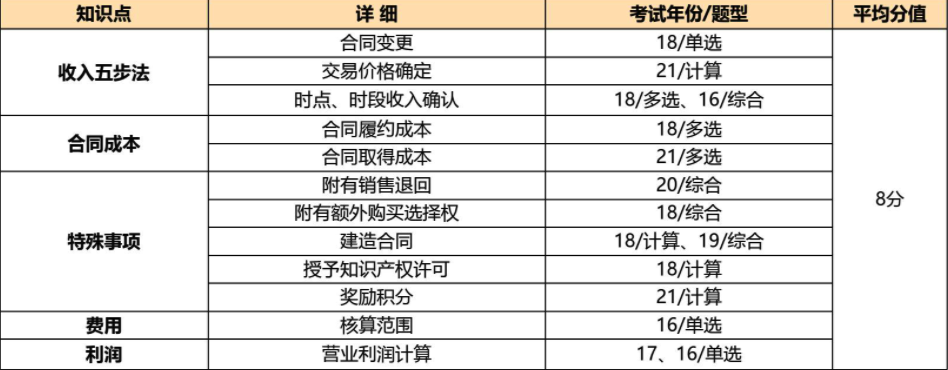 知识点 详 细 考试年份/题型 平均分值
收入五步法 合同变更 18/单选 8分
交易价格确定 21/计算
时点、时段收入确认 18/多选、16/综合
合同成本 合同履约成本 18/多选
合同取得成本 21/多选
特殊事项 附有销售退回 20/综合
附有额外购买选择权 18/综合
建造合同 18/计算、19/综合
授予知识产权许可 18/计算
奖励积分 21/计算
费用 核算范围 16/单选
利润 营业利润计算 17、16/单选